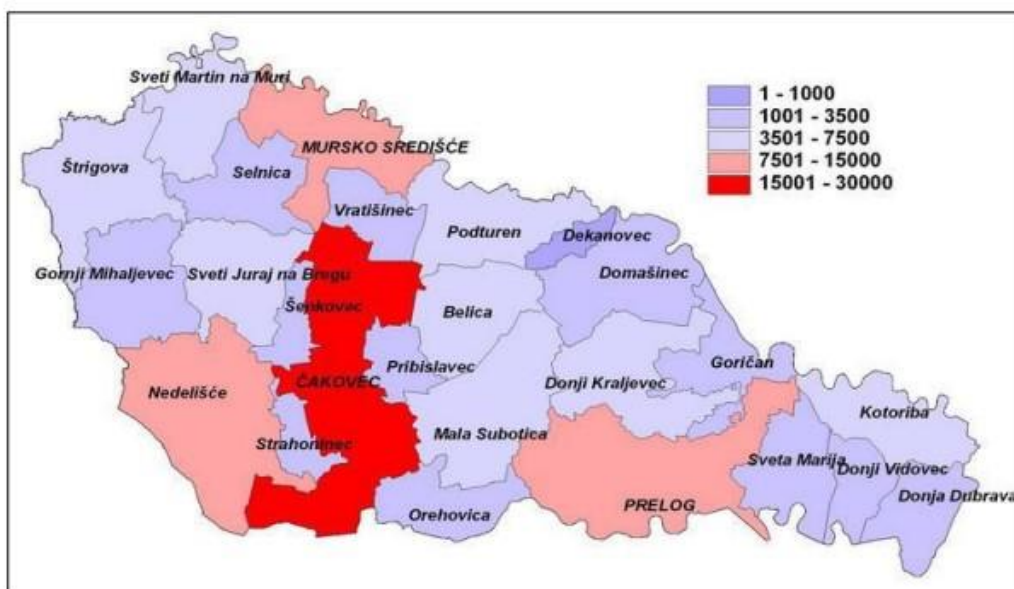 Sveti Martin na Muri
1 - 1000
1001 - 3500
3501 - 7500
7501 - 15000
15001 - 30000
MURSKO SREDIŠĆE
Štrigova
Selnica
Vratišinec
Podturen
Dekanovec
Gornji Mihaljevec
Sveti Juraj na Bregu
Domašinec
Šenkovec
Belica
Pribislavec
Goričan
Nedelišće
ČAKOVEC
Donji Kraljevec
Kotoriba
Strahoninec
Mala Subotica
Sveta Marija
Donji Vidovec
Donja Dubrava
Orehovica
PRELOG